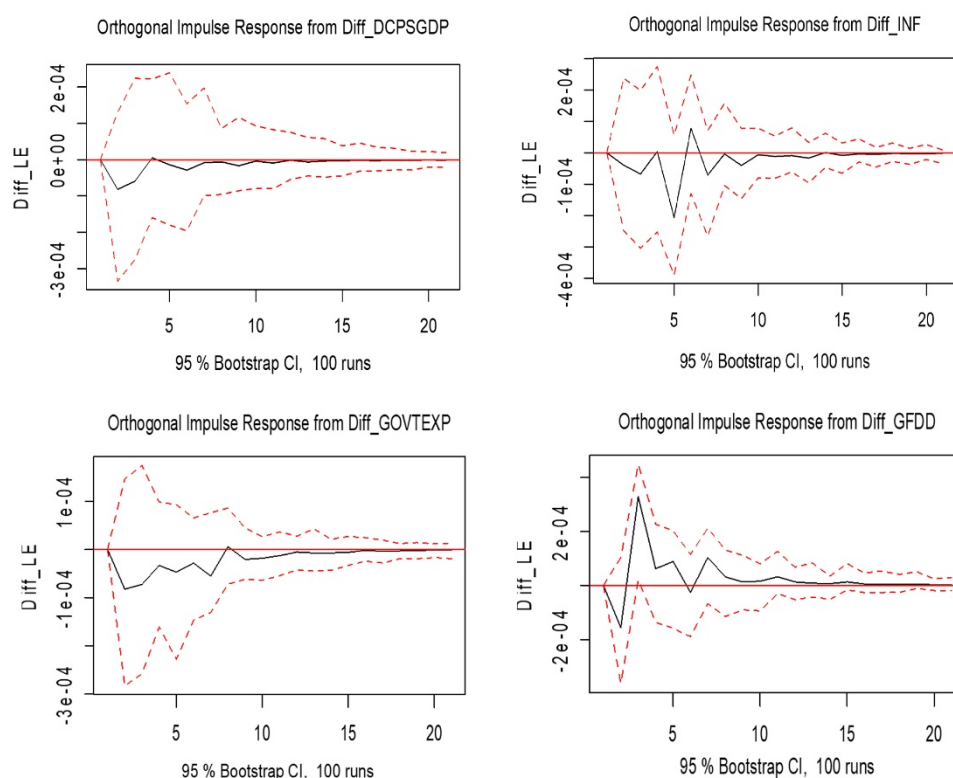 Orthogonal Impulse Response from Diff_DCPSGDP
Diff_LE
2e-04
0e+00
-3e-04
5 10 15 20
95 % Bootstrap CI, 100 runs
Orthogonal Impulse Response from Diff_INF
Diff_LE
2e-04
-1e-04
-4e-04
5 10 15 20
95 % Bootstrap CI, 100 runs
Orthogonal Impulse Response from Diff_GOVTEXP
Diff_LE
1e-04
-1e-04
-3e-04
5 10 15 20
95 % Bootstrap CI, 100 runs
Orthogonal Impulse Response from Diff_GFDD
Diff_LE
2e-04
-2e-04
5 10 15 20
95 % Bootstrap CI, 100 runs